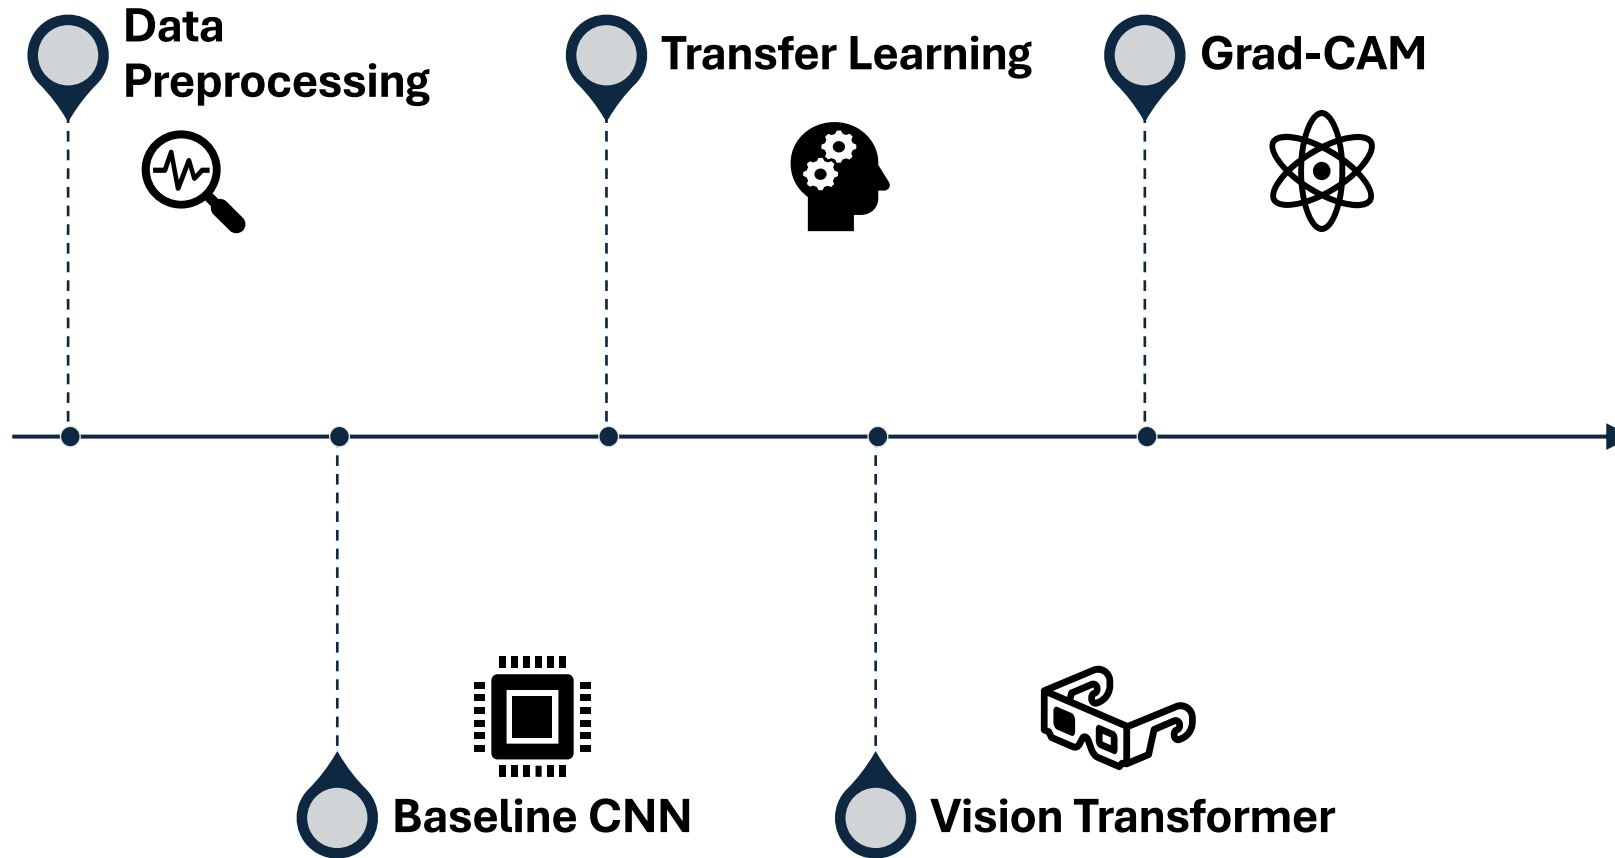 Data
Preprocessing
Transfer Learning
Grad-CAM
Baseline CNN
Vision Transformer